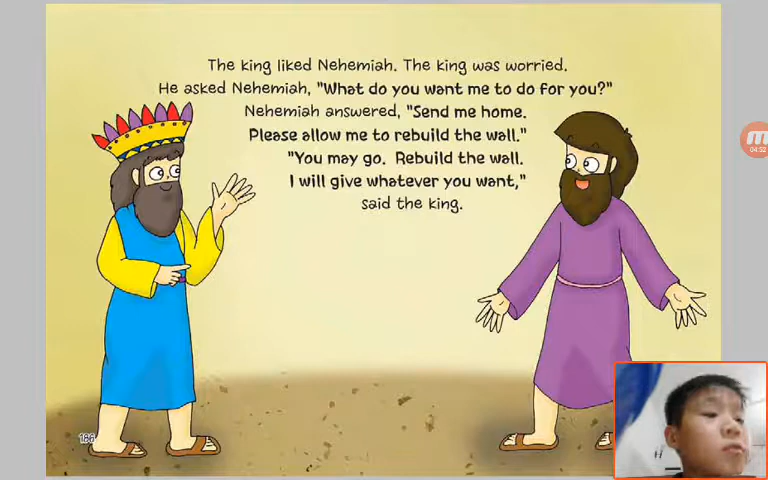 The king liked Nehemiah. The king was worried.
He asked Nehemiah, "What do you want me to do for you?"
Nehemiah answered, "Send me home.
Please allow me to rebuild the wall."
"You may go. Rebuild the wall.
I will give whatever you want,"
said the king.
04:52